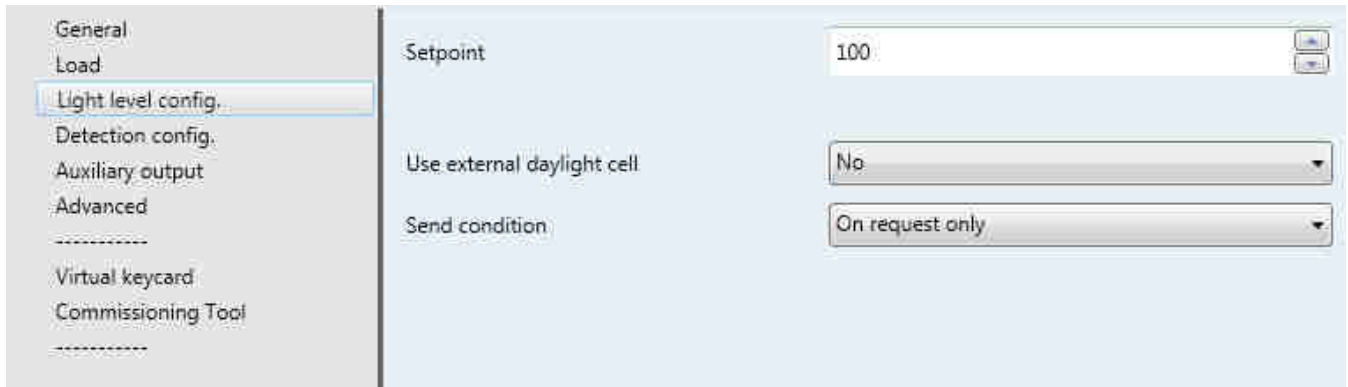 General
Load
Light level config.
Detection config.
Auxiliary output
Advanced
-----------
Virtual keycard
Commissioning Tool
-----------
Setpoint 100
Use external daylight cell No
Send condition On request only